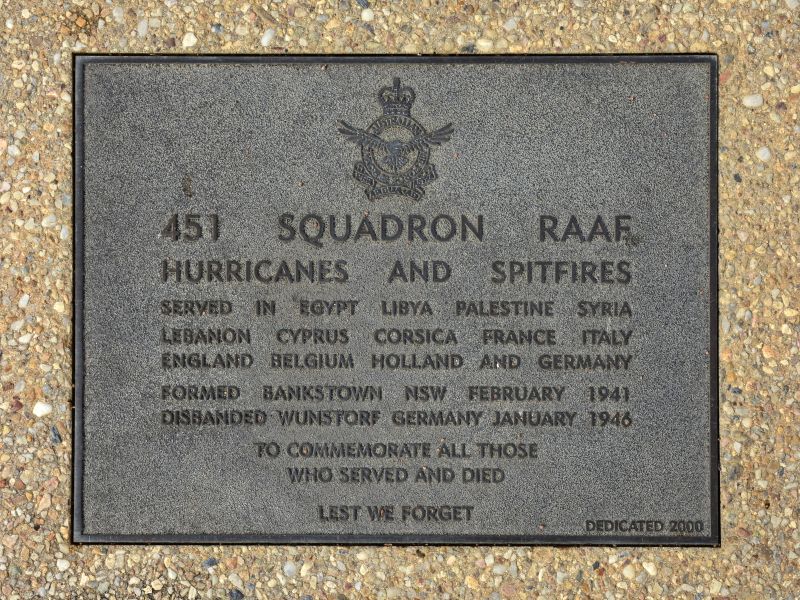 AUSTRALIAN
451 SQUADRON RAAF
HURRICANES AND SPITFIRES
SERVED IN EGYPT LIBYA PALESTINE SYRIA
LEBANON CYPRUS CORSICA FRANCE ITALY
ENGLAND BELGIUM HOLLAND AND GERMANY
FORMED BANKSTOWN NSW FEBRUARY 1941
DISBANDED WUNSTORF GERMANY JANUARY 1946
TO COMMEMORATE ALL THOSE
WHO SERVED AND DIED
LEST WE FORGET
DEDICATED 2000